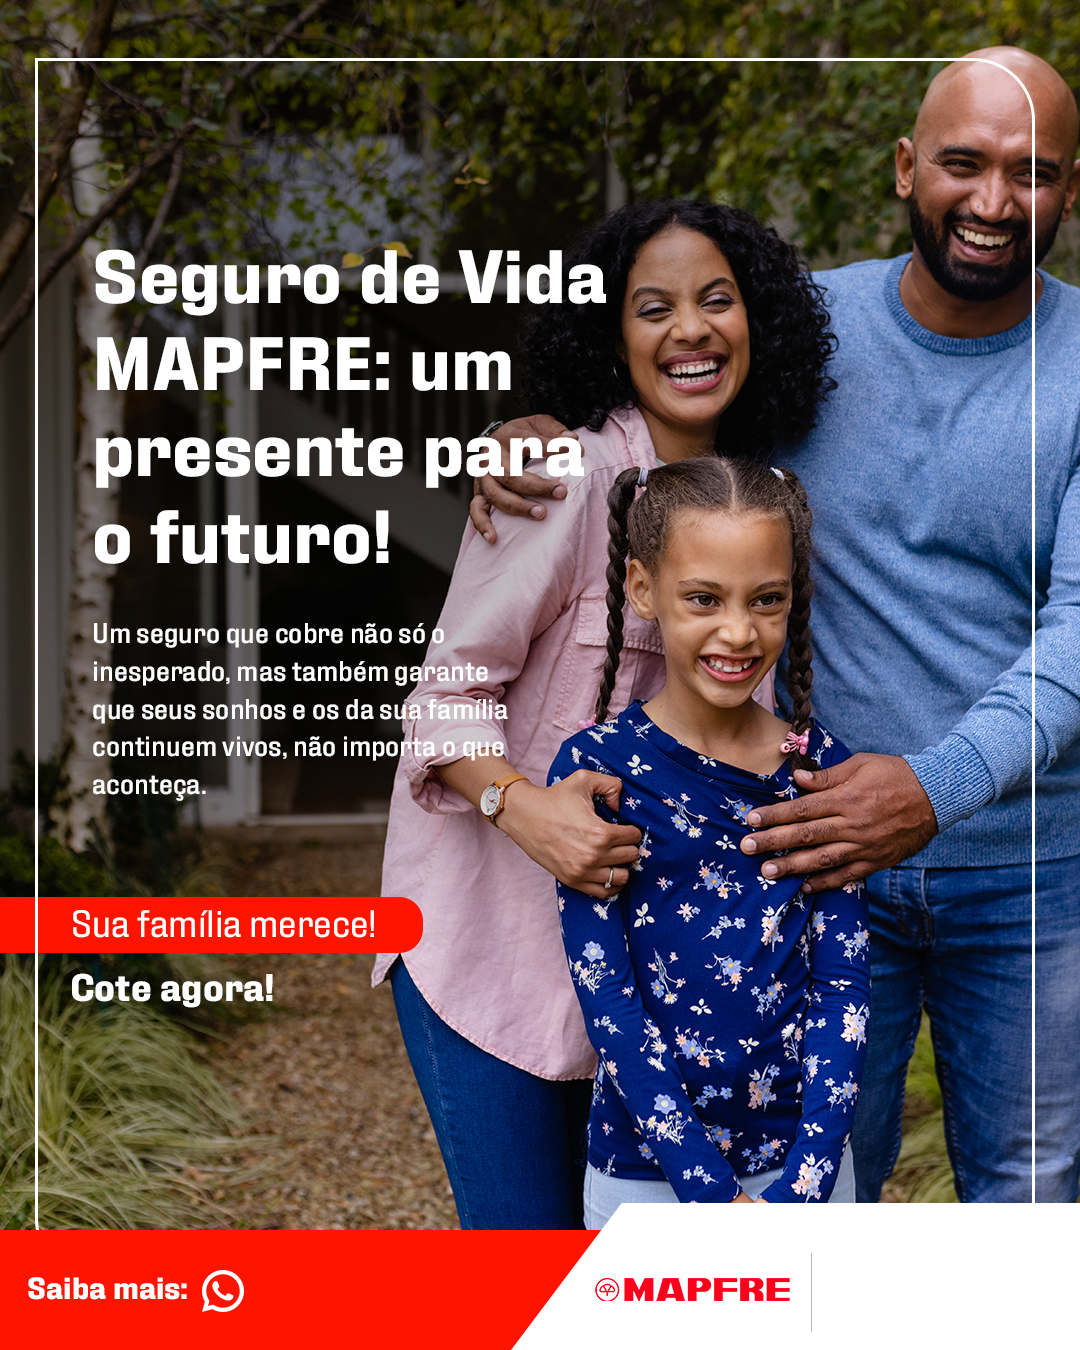 Seguro de Vida
MAPFRE: um
presente para
o futuro!
Um seguro que cobre não só o
inesperado, mas também garante
que seus sonhos e os da sua família
continuem vivos, não importa o que
aconteça.
Sua família merece!
Cote agora!
Saiba mais:
MAPFRE